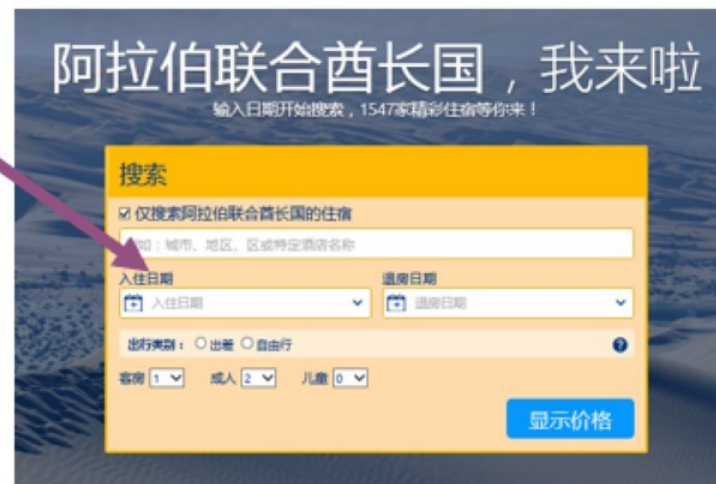 阿拉伯联合酋长国，我来啦
输入日期开始搜索，1547家精彩住宿等你来！
搜索
仅搜索阿拉伯联合酋长国的住宿
如：城市、地区、区或特定酒店名称
入住日期 退房日期
入住日期 退房日期
出行类别： 出差 自由行 ?
客房 1 成人 2 儿童 0
显示价格